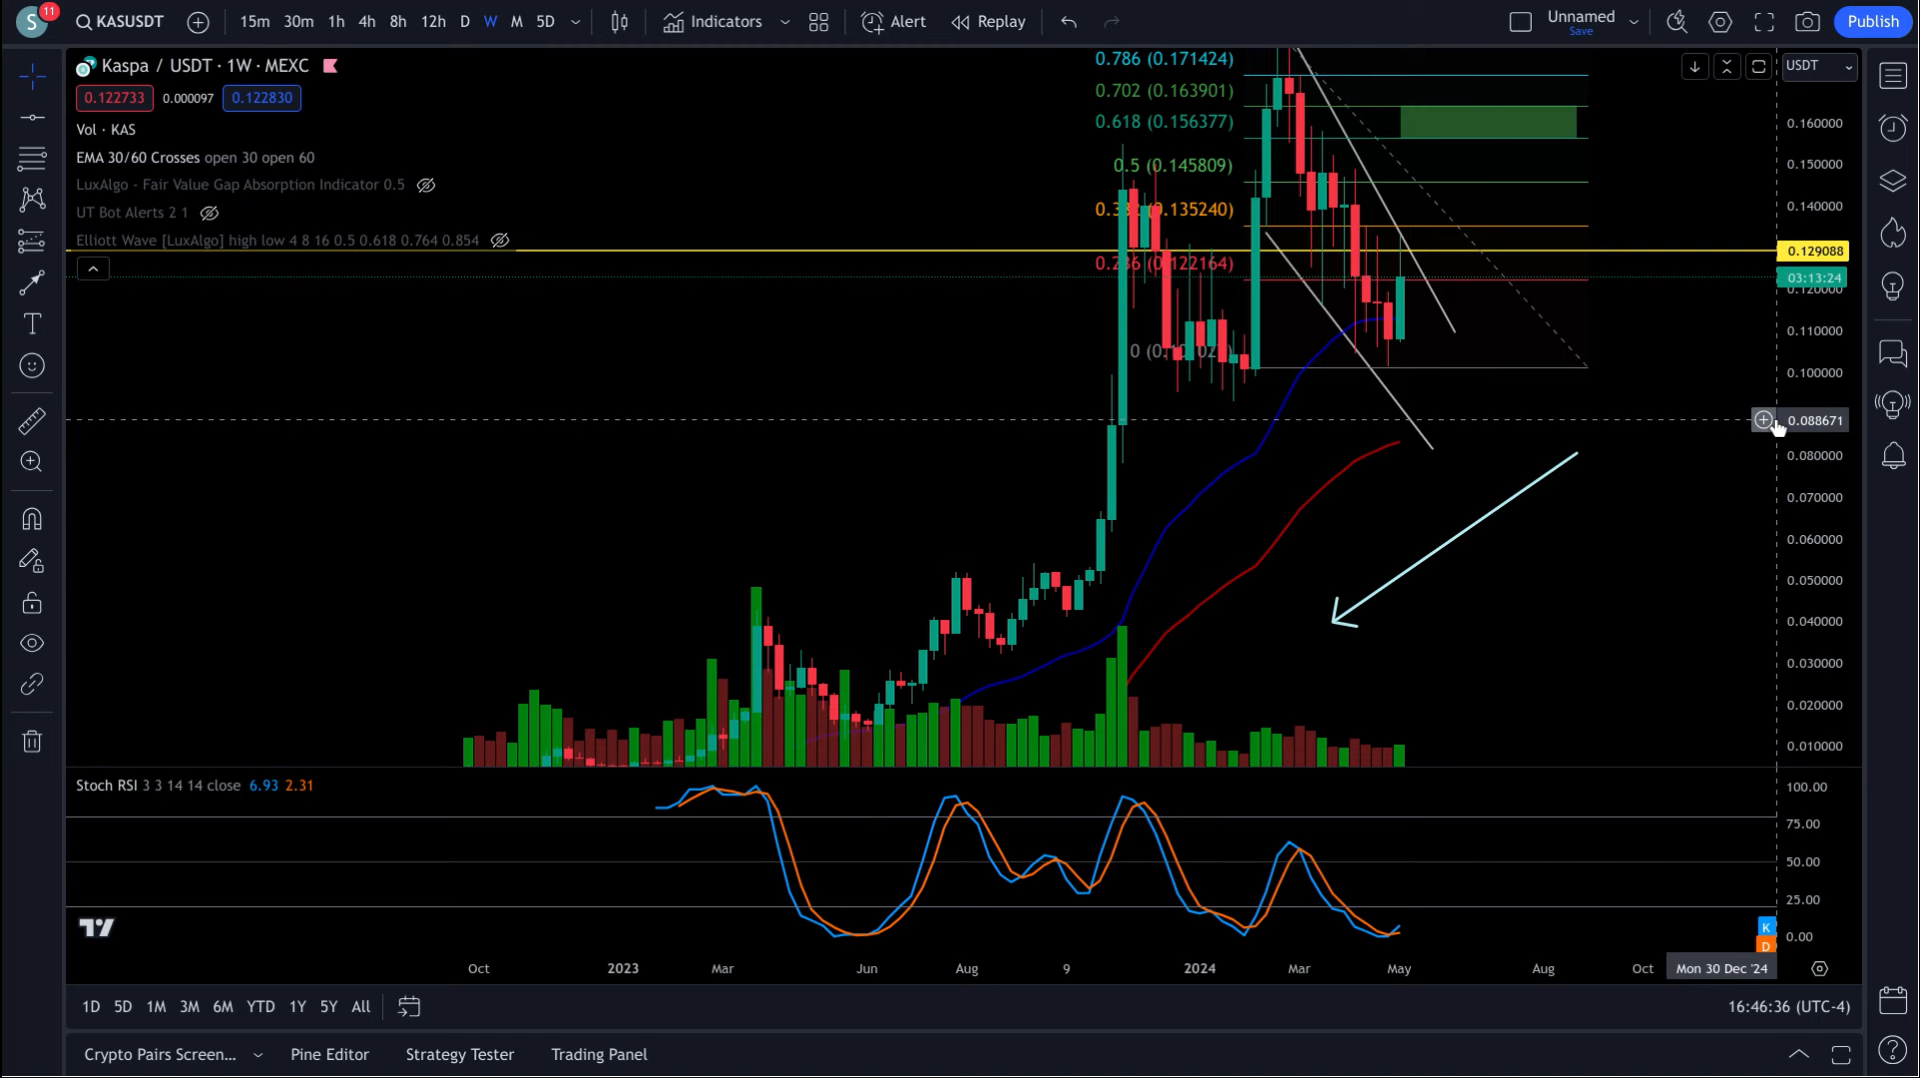 S 11 KASUSDT 15m 30m 1h 4h 8h 12h D W M 5D Indicators Alert Replay Unnamed Save Publish
Kaspa / USDT · 1W · MEXC
0.122733 0.000097 0.122830
Vol · KAS
EMA 30/60 Crosses open 30 open 60
LuxAlgo - Fair Value Gap Absorption Indicator 0.5
UT Bot Alerts 2 1
Elliott Wave [LuxAlgo] high low 4 8 16 0.5 0.618 0.764 0.854
0.786 (0.171424)
0.702 (0.163901)
0.618 (0.156377)
0.5 (0.145809)
0.135240)
0.122164)
USDT
0.160000
0.150000
0.140000
0.129088
03:13:24
0.120000
0.110000
0.100000
0.088671
0.080000
0.070000
0.060000
0.050000
0.040000
0.030000
0.020000
0.010000
Stoch RSI 3 3 14 14 close 6.93 2.31
100.00
75.00
50.00
25.00
0.00
K
D
Oct 2023 Mar Jun Aug 9 2024 Mar May Aug Oct Mon 30 Dec '24
1D 5D 1M 3M 6M YTD 1Y 5Y All 16:46:36 (UTC-4)
Crypto Pairs Screen... Pine Editor Strategy Tester Trading Panel